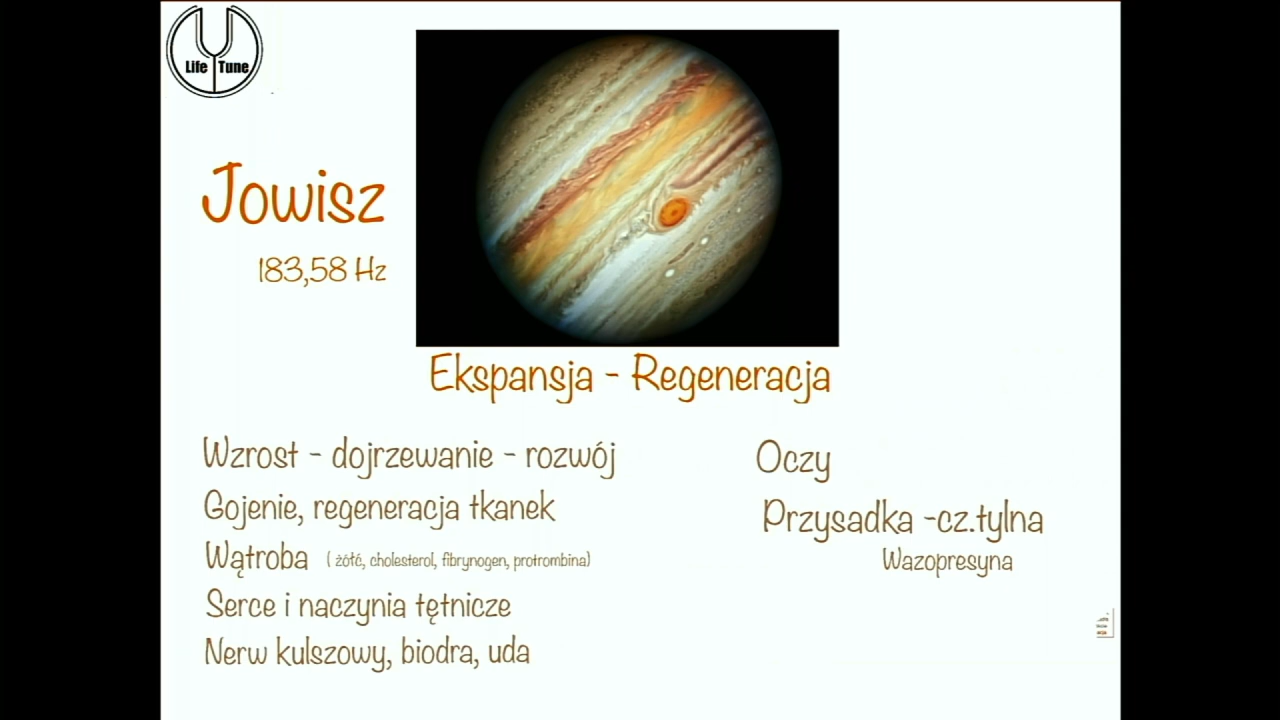 Life Tune
Jowisz
183,58 Hz
Ekspansja - Regeneracja
Wzrost - dojrzewanie - rozwój
Gojenie, regeneracja tkanek
Wątroba ( żółć, cholesterol, fibrynogen, protrombina)
Serce i naczynia tętnicze
Nerw kulszowy, biodra, uda
Oczy
Przysadka -cz.tylna
Wazopresyna